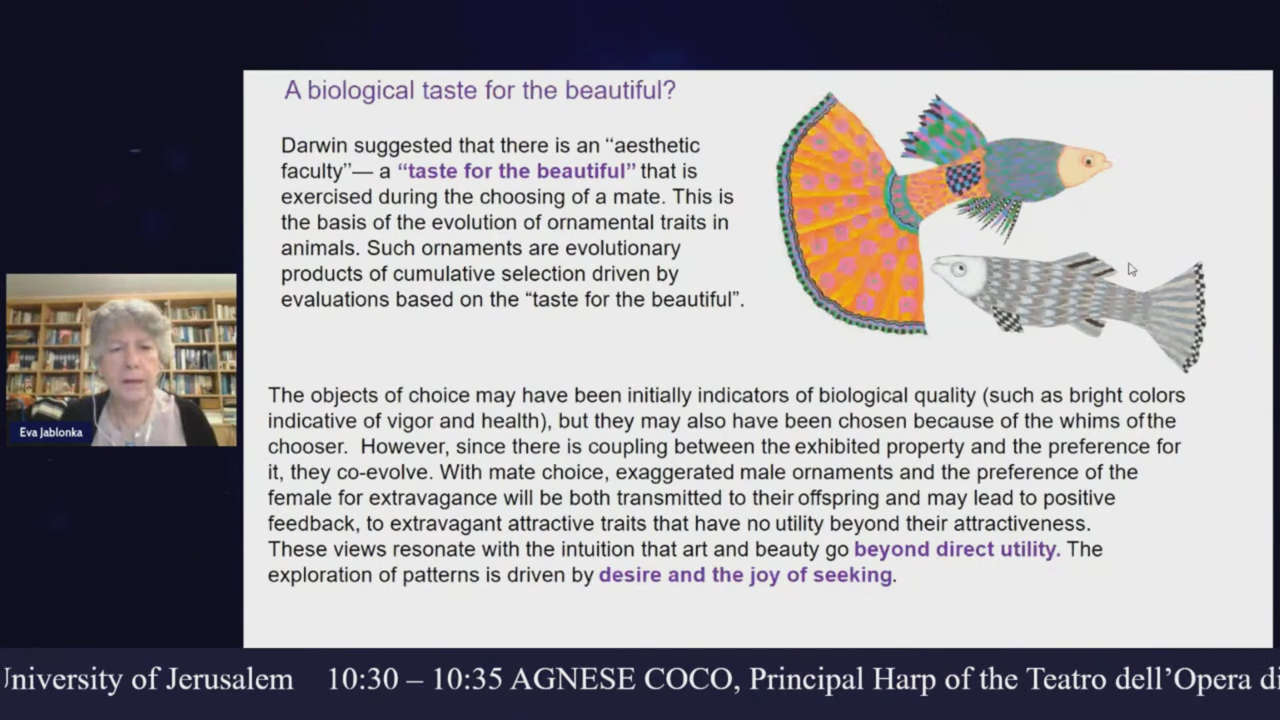 A biological taste for the beautiful?
Darwin suggested that there is an “aesthetic
faculty”— a “taste for the beautiful” that is
exercised during the choosing of a mate. This is
the basis of the evolution of ornamental traits in
animals. Such ornaments are evolutionary
products of cumulative selection driven by
evaluations based on the “taste for the beautiful”.
The objects of choice may have been initially indicators of biological quality (such as bright colors
indicative of vigor and health), but they may also have been chosen because of the whims of the
chooser. However, since there is coupling between the exhibited property and the preference for
it, they co-evolve. With mate choice, exaggerated male ornaments and the preference of the
female for extravagance will be both transmitted to their offspring and may lead to positive
feedback, to extravagant attractive traits that have no utility beyond their attractiveness.
These views resonate with the intuition that art and beauty go beyond direct utility. The
exploration of patterns is driven by desire and the joy of seeking.
Eva Jablonka
University of Jerusalem 10:30 – 10:35 AGNESE COCO, Principal Harp of the Teatro dell’Opera di